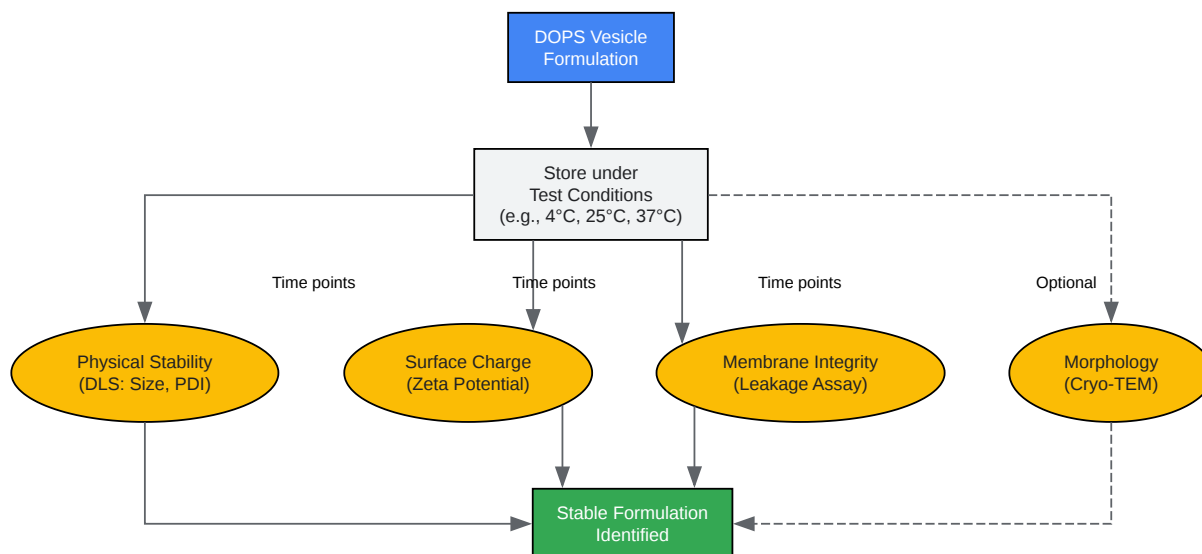 DOPS Vesicle
Formulation
Store under
Test Conditions
(e.g., 4°C, 25°C, 37°C)
Time points
Time points
Time points
Optional
Physical Stability
(DLS: Size, PDI)
Surface Charge
(Zeta Potential)
Membrane Integrity
(Leakage Assay)
Morphology
(Cryo-TEM)
Stable Formulation
Identified